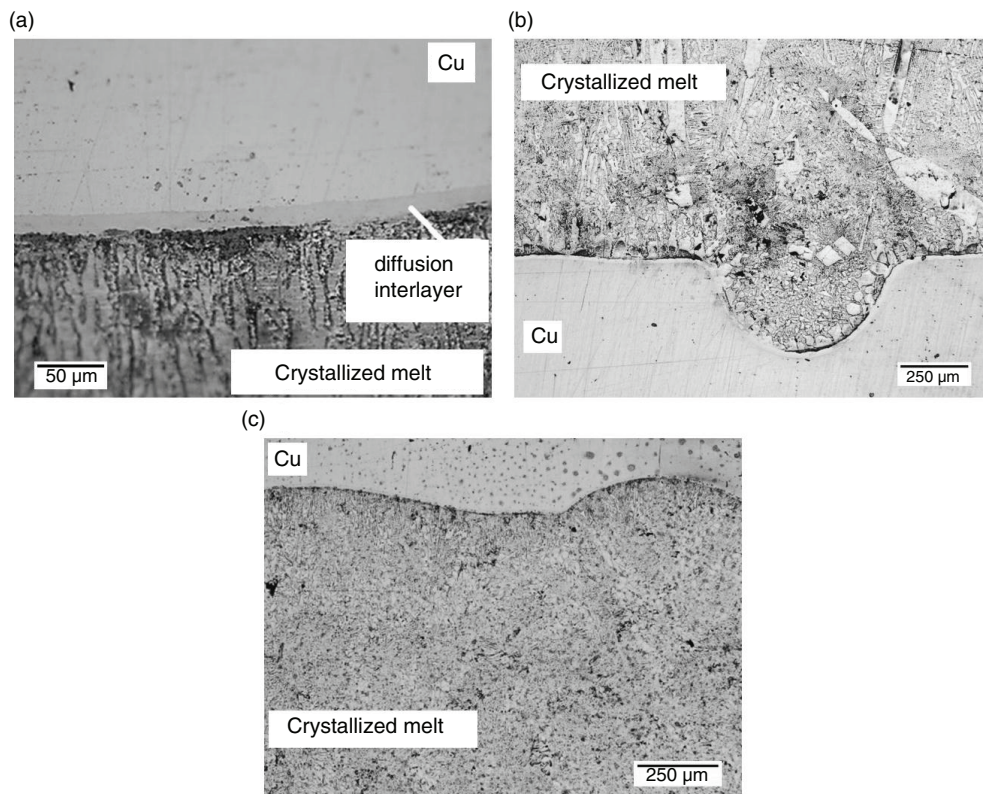 (a)
Cu
diffusion
interlayer
Crystallized melt
50 µm
(b)
Crystallized melt
Cu
250 µm
(c)
Cu
Crystallized melt
250 µm